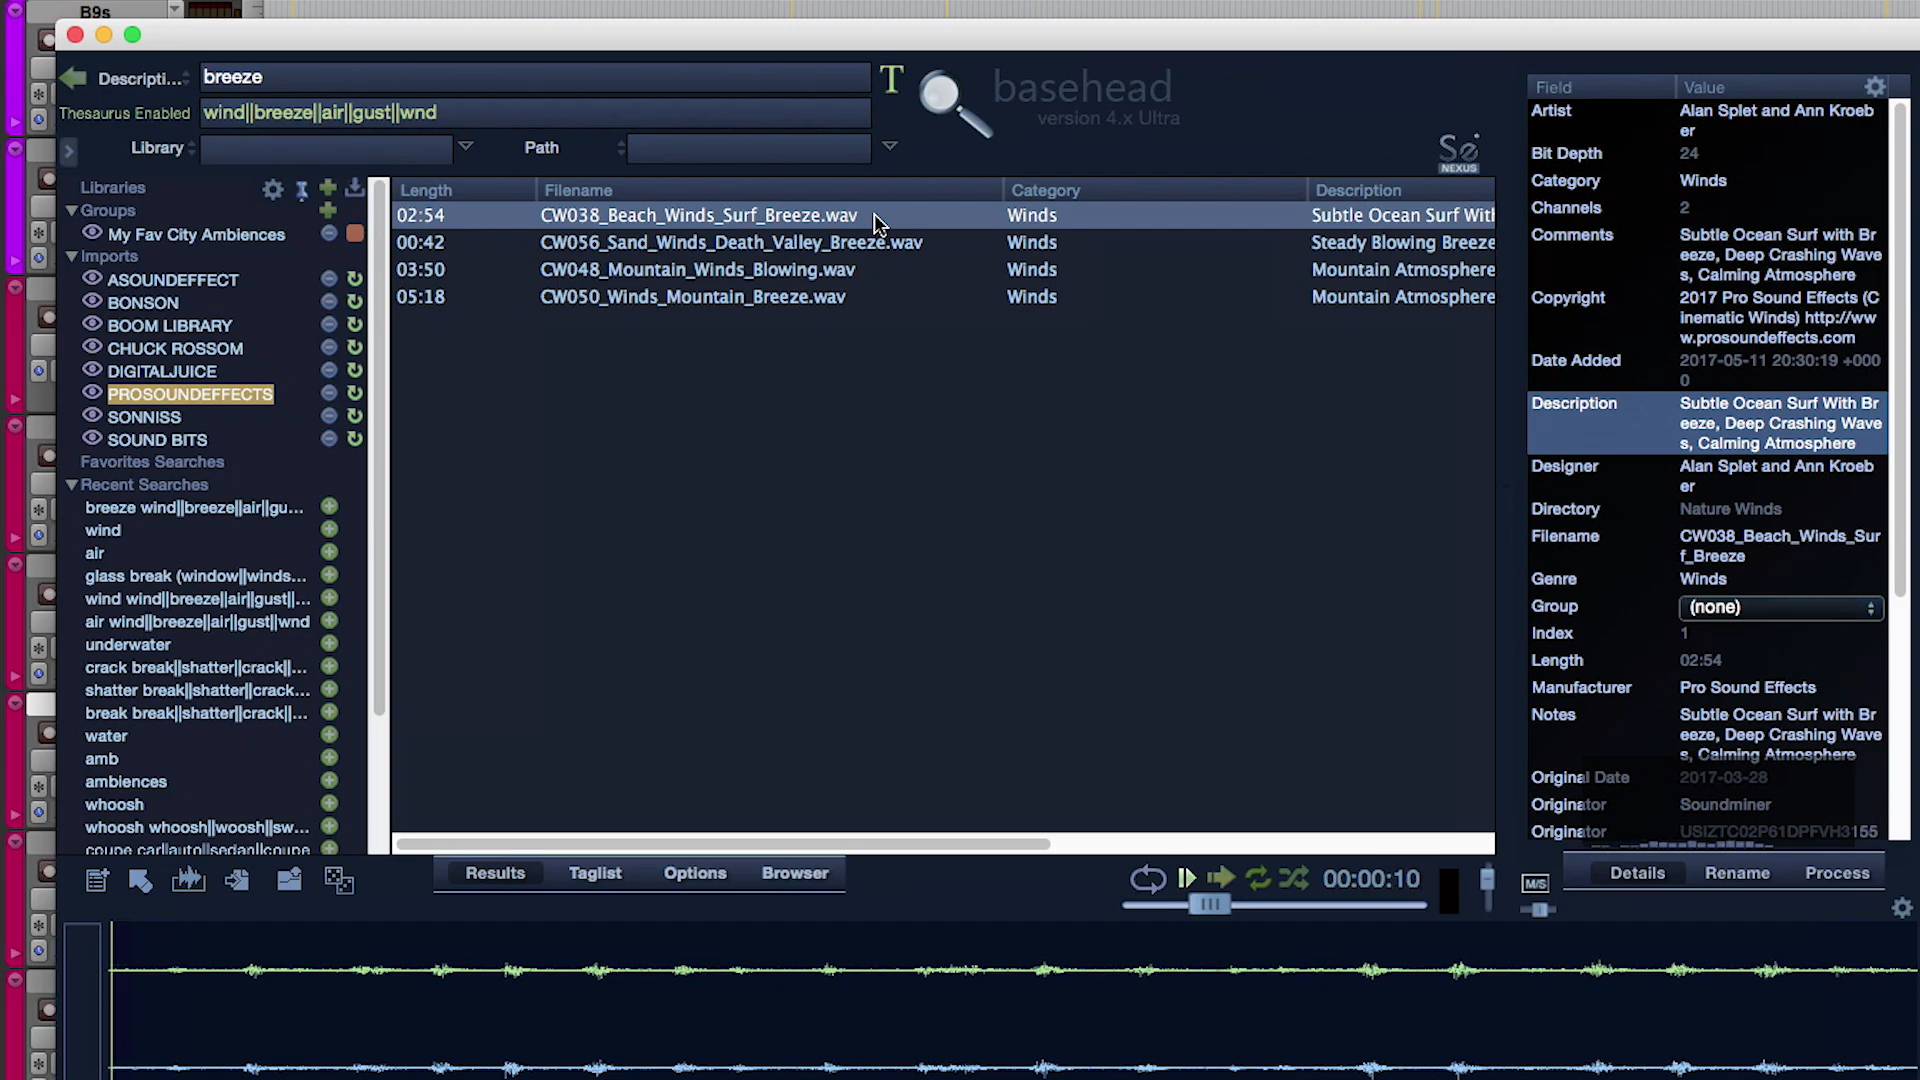 B9s
Descripti...
breeze
T
basehead
version 4.x Ultra
Thesaurus Enabled
wind||breeze||air||gust||wnd
Library
Path
Se
NEXUS
Libraries
Groups
My Fav City Ambiences
Imports
ASOUNDEFFECT
BONSON
BOOM LIBRARY
CHUCK ROSSOM
DIGITALJUICE
PROSOUNDEFFECTS
SONNISS
SOUND BITS
Favorites Searches
Recent Searches
breeze wind||breeze||air||gu...
wind
air
glass break (window||winds...
wind wind||breeze||air||gust||...
air wind||breeze||air||gust||wnd
underwater
crack break||shatter||crack||...
shatter break||shatter||crack...
break break||shatter||crack||...
water
amb
ambiences
whoosh
whoosh whoosh||woosh||sw...
coupe car||auto||sedan||coupe
Length Filename Category Description
02:54 CW038_Beach_Winds_Surf_Breeze.wav Winds Subtle Ocean Surf With
00:42 CW056_Sand_Winds_Death_Valley_Breeze.wav Winds Steady Blowing Breeze
03:50 CW048_Mountain_Winds_Blowing.wav Winds Mountain Atmosphere
05:18 CW050_Winds_Mountain_Breeze.wav Winds Mountain Atmosphere
Field Value
Artist Alan Splet and Ann Kroeb
er
Bit Depth 24
Category Winds
Channels 2
Comments Subtle Ocean Surf with Br
eeze, Deep Crashing Wave
s, Calming Atmosphere
Copyright 2017 Pro Sound Effects (C
inematic Winds) http://ww
w.prosoundeffects.com
Date Added 2017-05-11 20:30:19 +000
0
Description Subtle Ocean Surf With Br
eeze, Deep Crashing Wave
s, Calming Atmosphere
Designer Alan Splet and Ann Kroeb
er
Directory Nature Winds
Filename CW038_Beach_Winds_Sur
f_Breeze
Genre Winds
Group (none)
Index 1
Length 02:54
Manufacturer Pro Sound Effects
Notes Subtle Ocean Surf with Br
eeze, Deep Crashing Wave
s, Calming Atmosphere
Original Date 2017-03-28
Originator Soundminer
Originator USIZTC02P61DPFVH3155
Results Taglist Options Browser
00:00:10
M/S
Details Rename Process